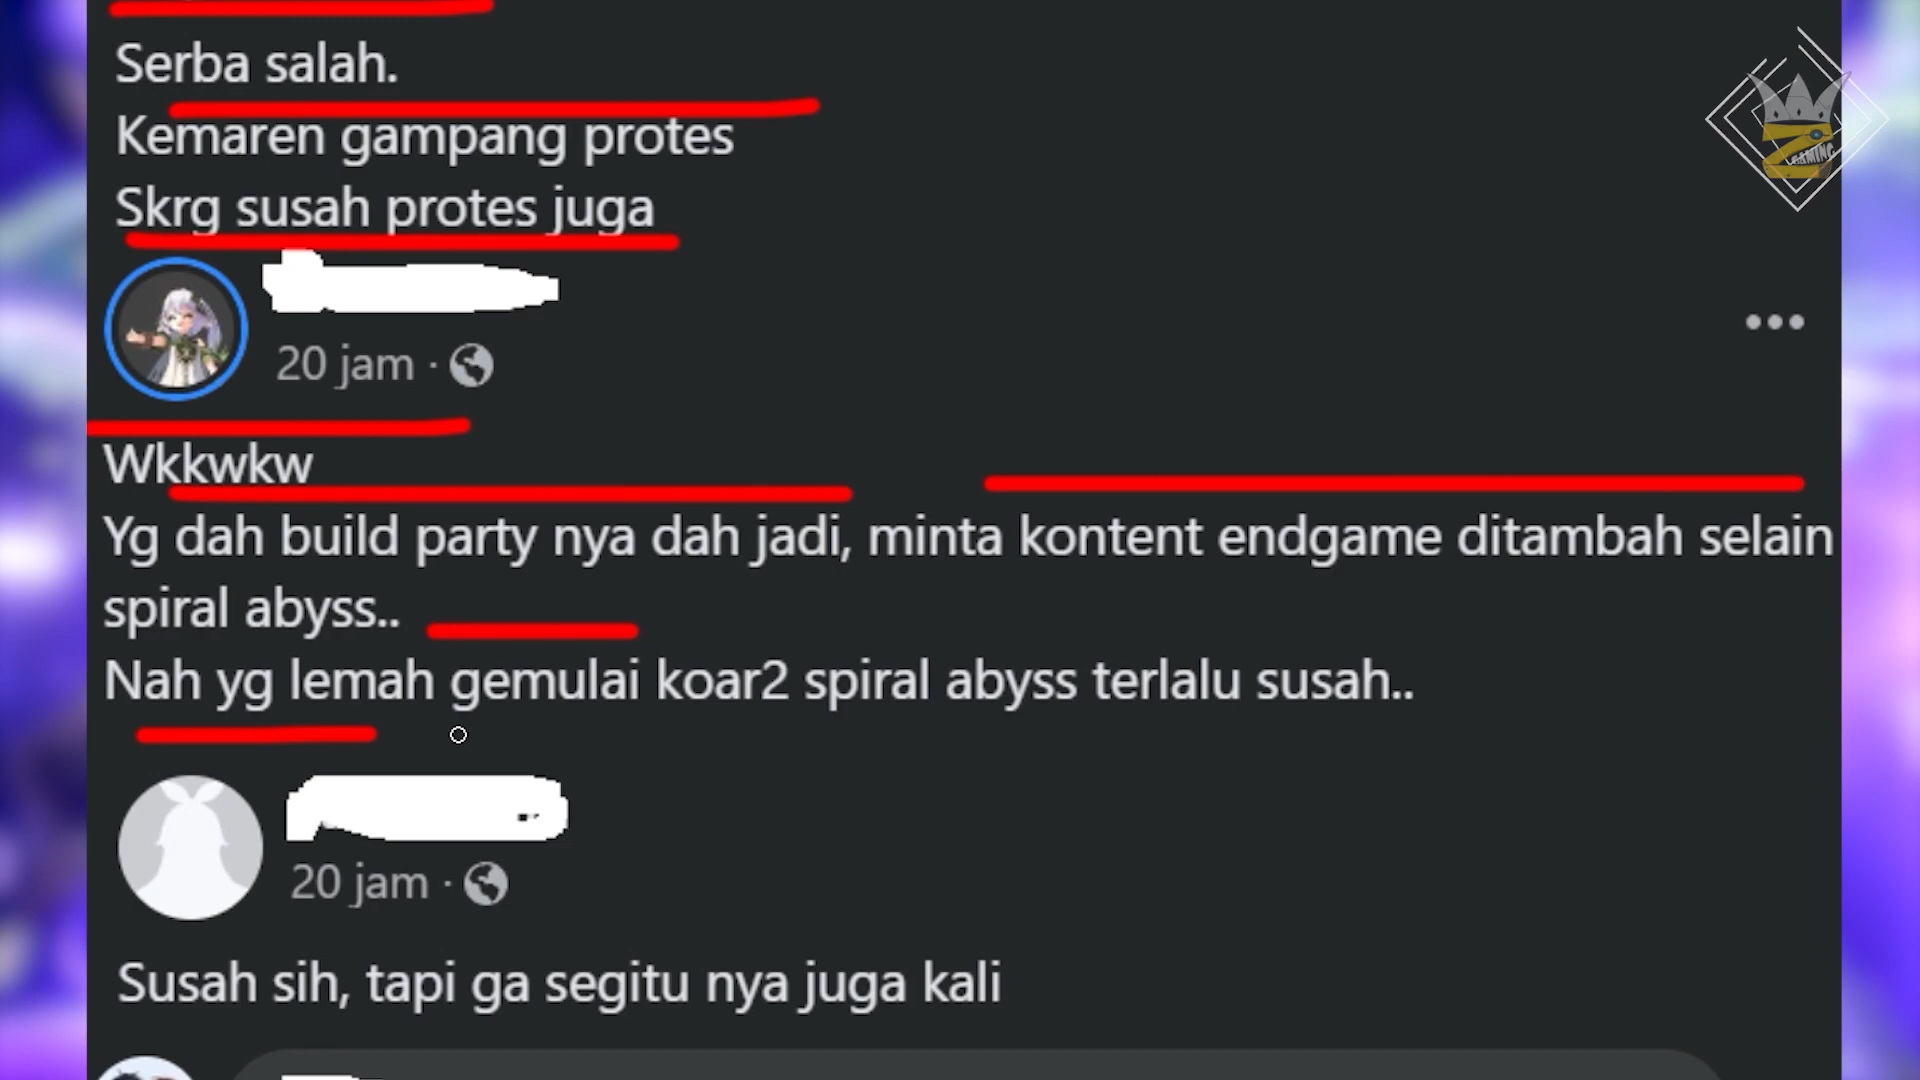 Serba salah.
Kemaren gampang protes
Skrg susah protes juga
20 jam ·
Wkkwkw
Yg dah build party nya dah jadi, minta kontent endgame ditambah selain
spiral abyss..
Nah yg lemah gemulai koar2 spiral abyss terlalu susah..
20 jam ·
Susah sih, tapi ga segitu nya juga kali
Z GAMING